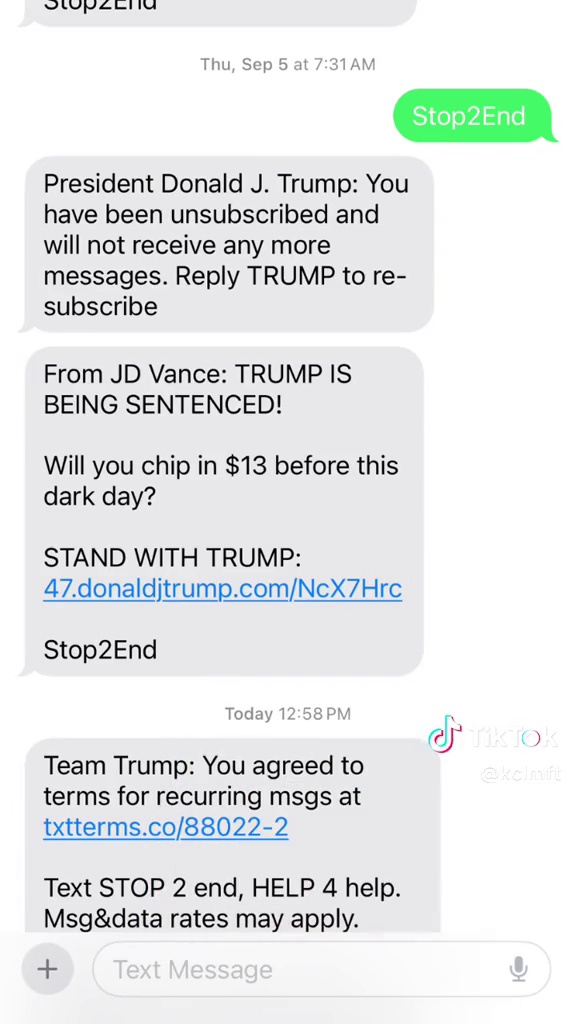 Stop2End
Thu, Sep 5 at 7:31 AM
Stop2End
President Donald J. Trump: You
have been unsubscribed and
will not receive any more
messages. Reply TRUMP to re-
subscribe
From JD Vance: TRUMP IS
BEING SENTENCED!
Will you chip in $13 before this
dark day?
STAND WITH TRUMP:
47.donaldjtrump.com/NcX7Hrc
Stop2End
Today 12:58 PM
TikTok
@kclmft
Team Trump: You agreed to
terms for recurring msgs at
txtterms.co/88022-2
Text STOP 2 end, HELP 4 help.
Msg&data rates may apply.
Text Message